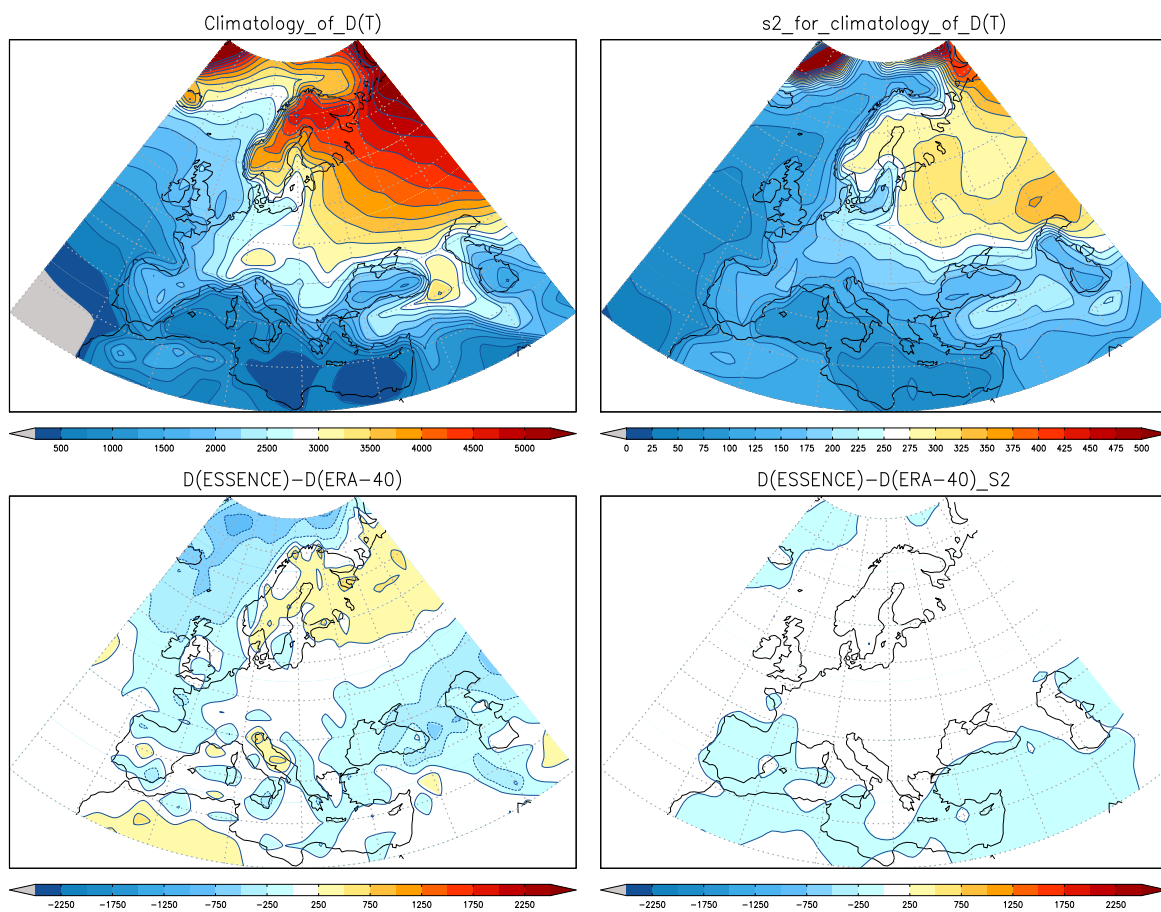 Climatology_of_D(T)
s2_for_climatology_of_D(T)
500 1000 1500 2000 2500 3000 3500 4000 4500 5000
0 25 50 75 100 125 150 175 200 225 250 275 300 325 350 375 400 425 450 475 500
D(ESSENCE)-D(ERA-40)
D(ESSENCE)-D(ERA-40)_S2
-2250 -1750 -1250 -750 -250 250 750 1250 1750 2250
-2250 -1750 -1250 -750 -250 250 750 1250 1750 2250